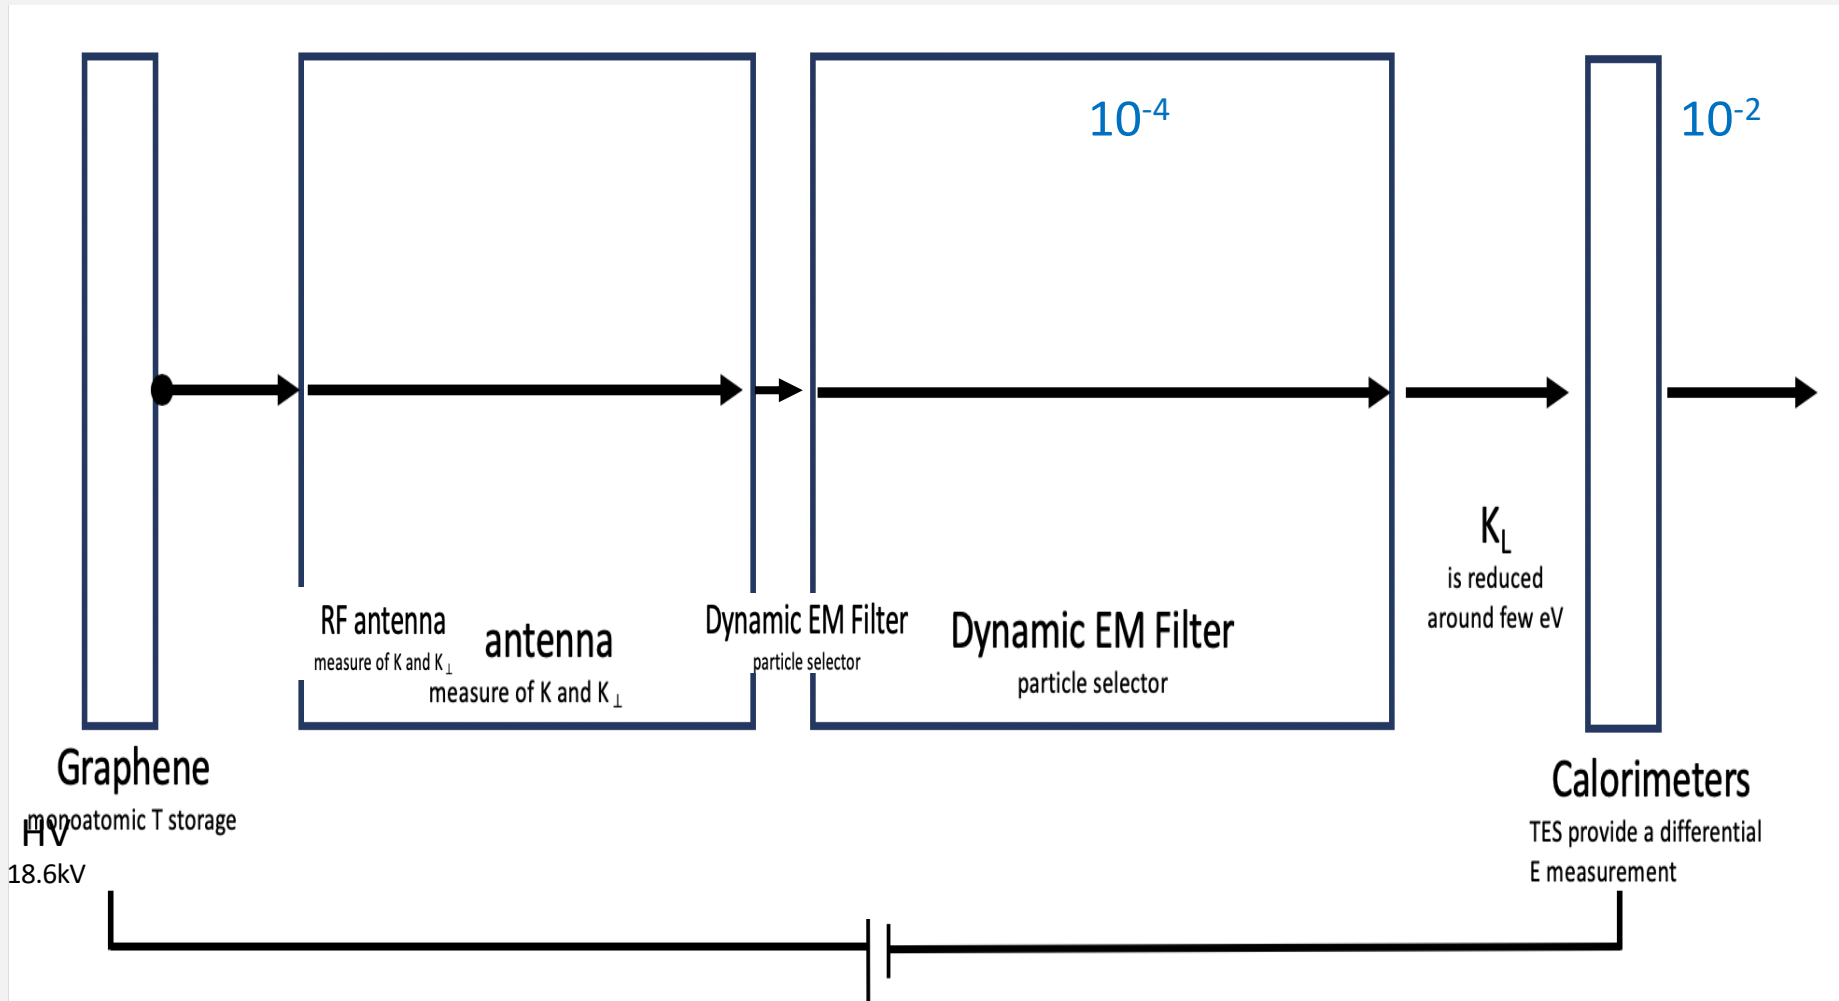 10⁻⁴
10⁻²
K_L
is reduced
around few eV
RF antenna
measure of K and K⊥
antenna
measure of K and K⊥
Dynamic EM Filter
particle selector
Dynamic EM Filter
particle selector
Graphene
monoatomic T storage
HV
18.6kV
Calorimeters
TES provide a differential
E measurement